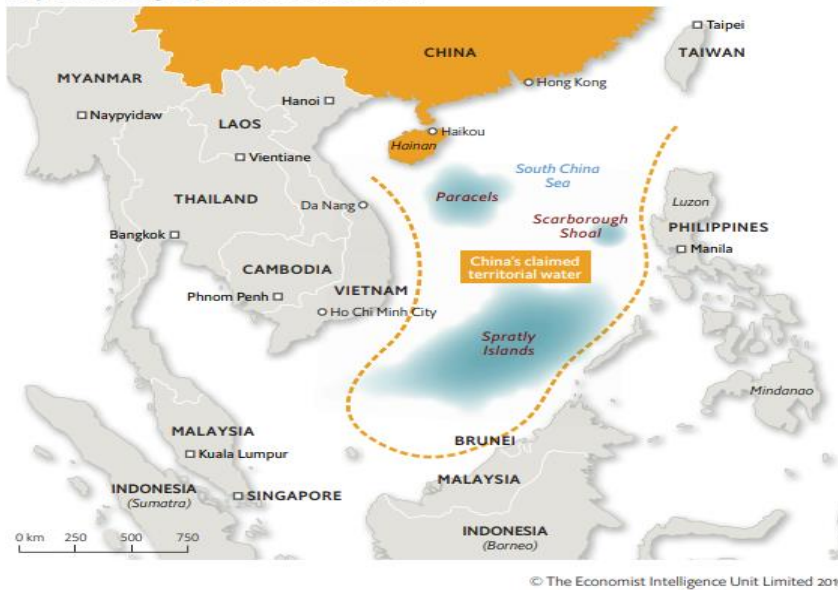 CHINA
Taipei
TAIWAN
Hong Kong
MYANMAR
Hanoi
Naypyidaw
LAOS
Haikou
Hainan
Vientiane
South China
Sea
THAILAND
Paracels
Luzon
Da Nang
Scarborough
Shoal
PHILIPPINES
Bangkok
Manila
CAMBODIA
China's claimed
territorial water
Phnom Penh
VIETNAM
Ho Chi Minh City
Spratly
Islands
Mindanao
MALAYSIA
BRUNEI
Kuala Lumpur
MALAYSIA
INDONESIA
(Sumatra)
SINGAPORE
INDONESIA
(Borneo)
0 km 250 500 750
© The Economist Intelligence Unit Limited